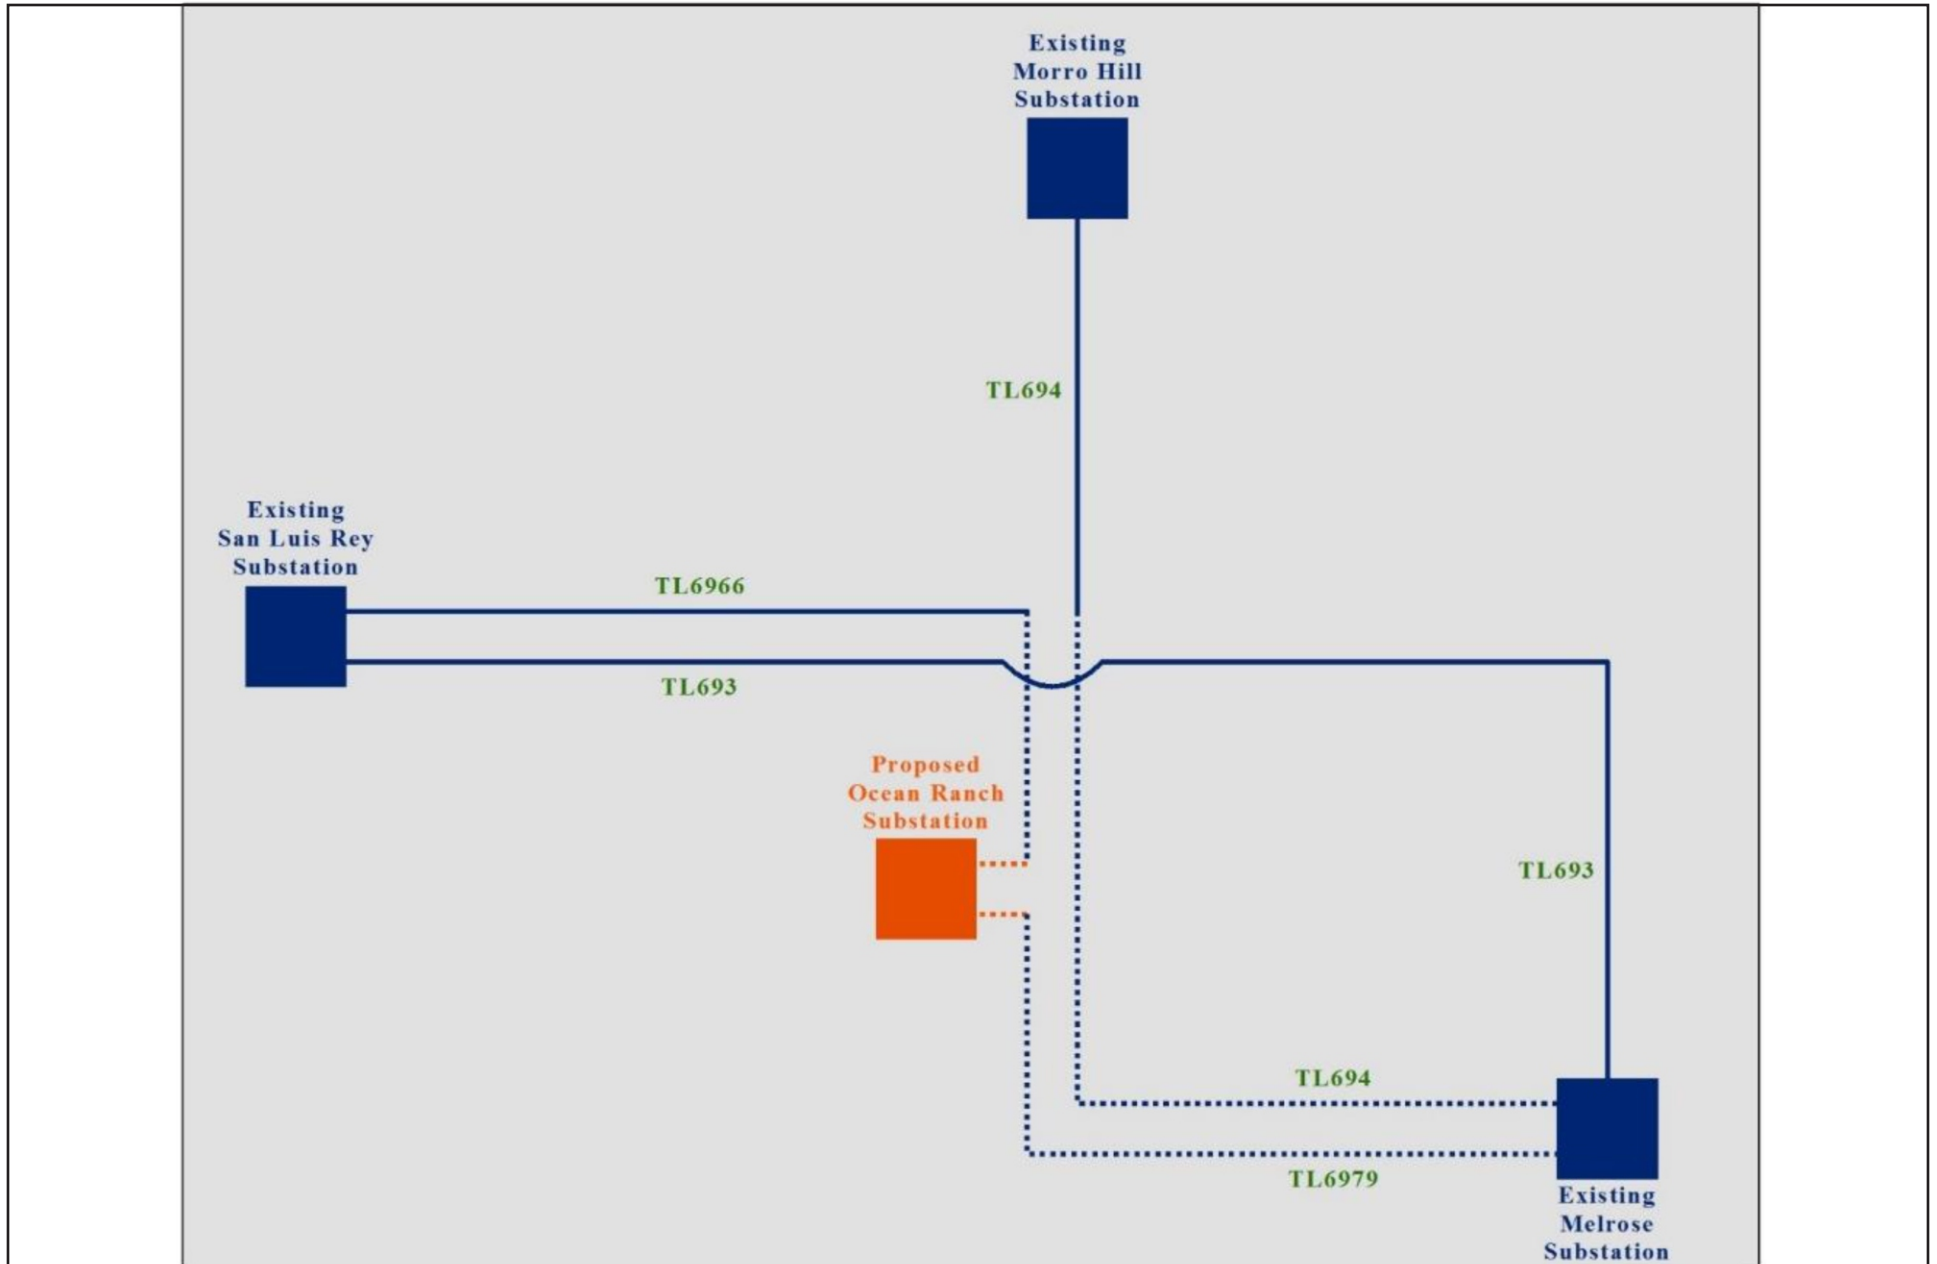 Existing
Morro Hill
Substation
TL694
Existing
San Luis Rey
Substation
TL6966
TL693
Proposed
Ocean Ranch
Substation
TL693
TL694
TL6979
Existing
Melrose
Substation